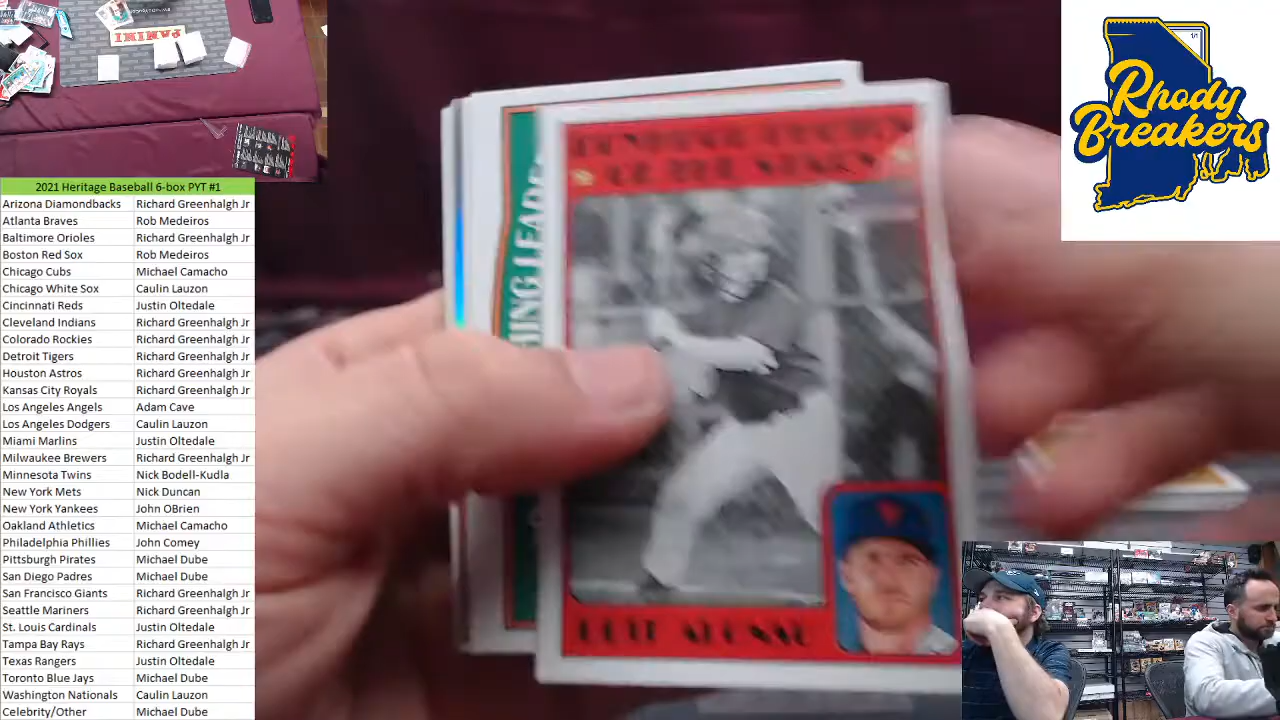 PANINI
1/1
Rhody
Breakers
2021 Heritage Baseball 6-box PYT #1
Arizona Diamondbacks Richard Greenhalgh Jr
Atlanta Braves Rob Medeiros
Baltimore Orioles Richard Greenhalgh Jr
Boston Red Sox Rob Medeiros
Chicago Cubs Michael Camacho
Chicago White Sox Caulin Lauzon
Cincinnati Reds Justin Oltedale
Cleveland Indians Richard Greenhalgh Jr
Colorado Rockies Richard Greenhalgh Jr
Detroit Tigers Richard Greenhalgh Jr
Houston Astros Richard Greenhalgh Jr
Kansas City Royals Richard Greenhalgh Jr
Los Angeles Angels Adam Cave
Los Angeles Dodgers Caulin Lauzon
Miami Marlins Justin Oltedale
Milwaukee Brewers Richard Greenhalgh Jr
Minnesota Twins Nick Bodell-Kudla
New York Mets Nick Duncan
New York Yankees John OBrien
Oakland Athletics Michael Camacho
Philadelphia Phillies John Comey
Pittsburgh Pirates Michael Dube
San Diego Padres Michael Dube
San Francisco Giants Richard Greenhalgh Jr
Seattle Mariners Richard Greenhalgh Jr
St. Louis Cardinals Justin Oltedale
Tampa Bay Rays Richard Greenhalgh Jr
Texas Rangers Justin Oltedale
Toronto Blue Jays Michael Dube
Washington Nationals Caulin Lauzon
Celebrity/Other Michael Dube
HING LEAD
PETE ALONSO